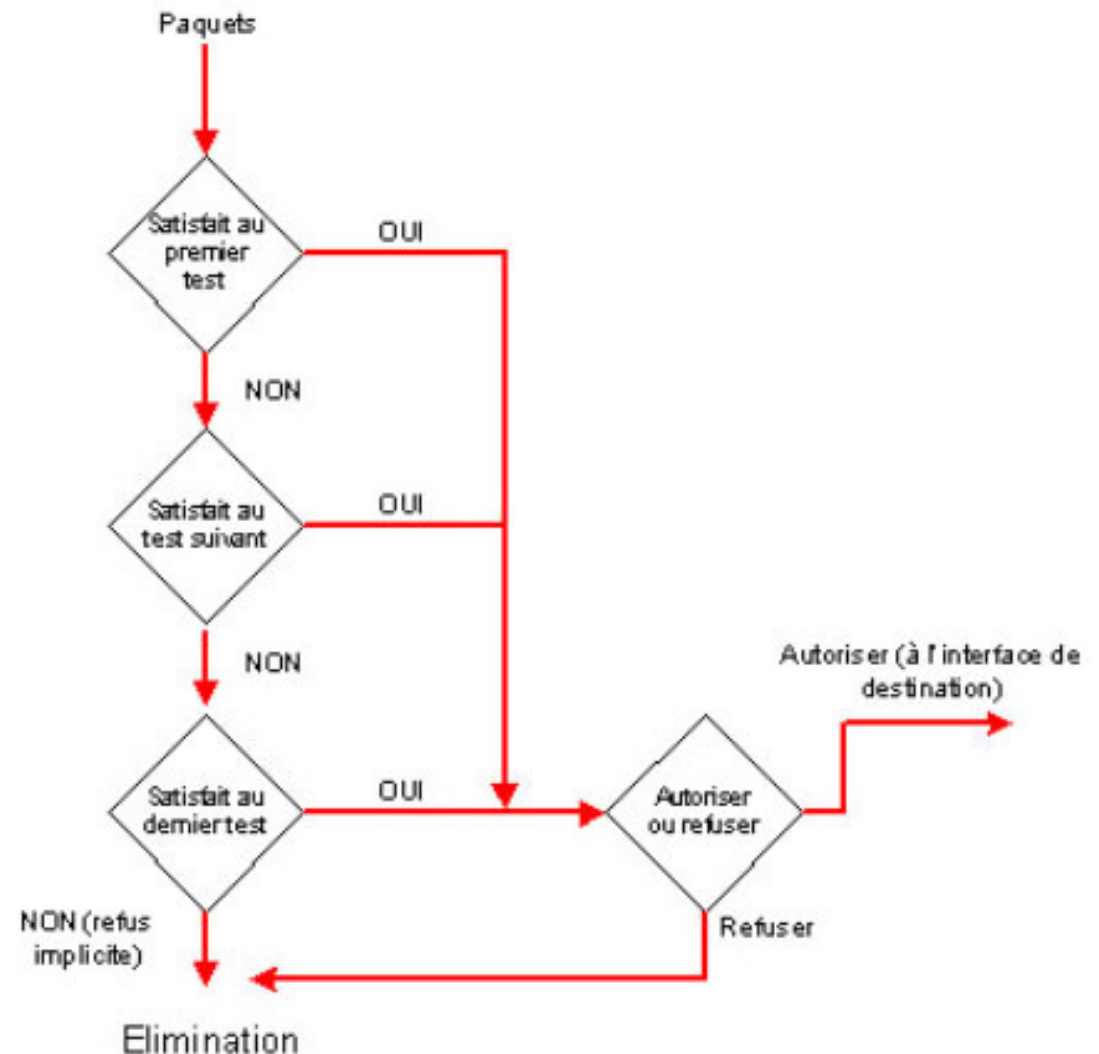 Paquets
Satisfait au
premier
test
OUI
NON
Satisfait au
test suivant
OUI
NON
Autoriser (à l'interface de
destination)
Satisfait au
dernier test
OUI
Autoriser
ou refuser
NON (refus
implicite)
Refuser
Elimination